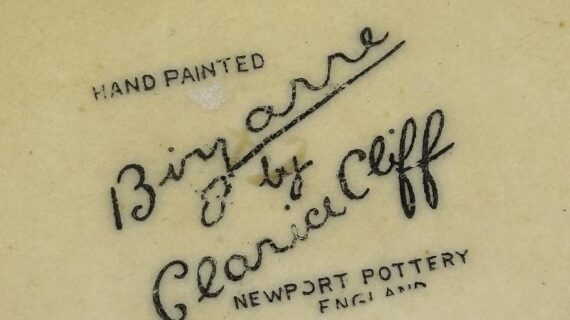 HAND PAINTED
Bizarre
by
Clarice Cliff
NEWPORT POTTERY
ENGLAND